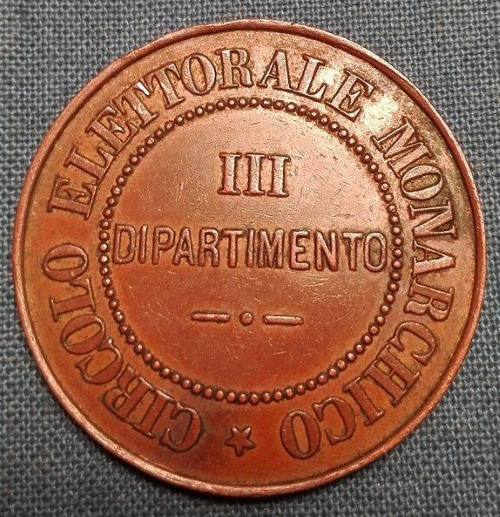 CIRCOLO ELETTORALE MONARCHICO
III
DIPARTIMENTO